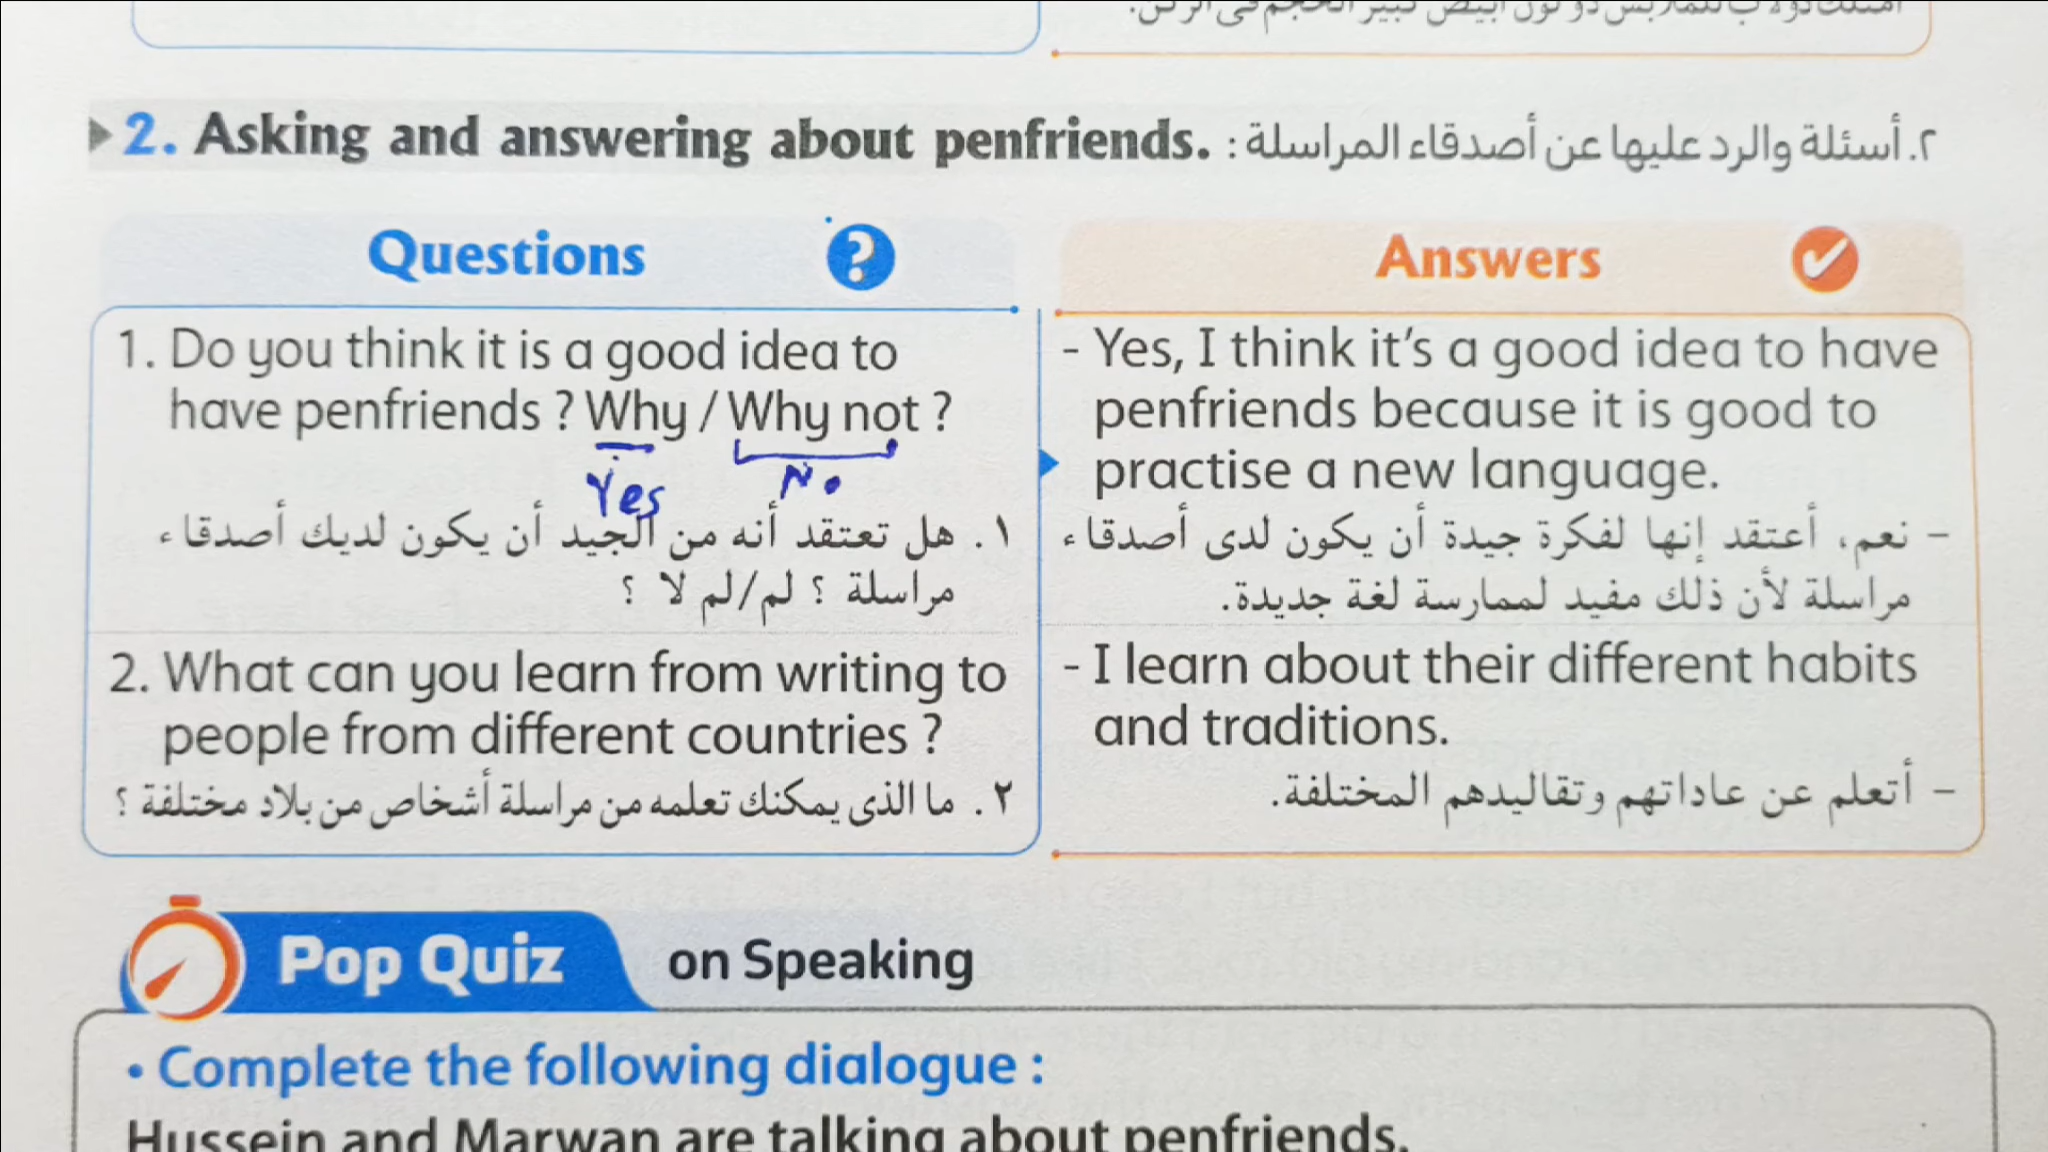 2. Asking and answering about penfriends. ٢. أسئلة والرد عليها عن أصدقاء المراسلة :
Questions ?
1. Do you think it is a good idea to
have penfriends ? Why / Why not ?
Yes No
١. هل تعتقد أنه من الجيد أن يكون لديك أصدقاء
مراسلة ؟ لم/لم لا ؟
2. What can you learn from writing to
people from different countries ?
٢. ما الذى يمكنك تعلمه من مراسلة أشخاص من بلاد مختلفة ؟
Answers
- Yes, I think it's a good idea to have
penfriends because it is good to
practise a new language.
- نعم، أعتقد إنها لفكرة جيدة أن يكون لدى أصدقاء
مراسلة لأن ذلك مفيد لممارسة لغة جديدة.
- I learn about their different habits
and traditions.
- أتعلم عن عاداتهم وتقاليدهم المختلفة.
Pop Quiz on Speaking
• Complete the following dialogue :
Hussein and Marwan are talking about penfriends.